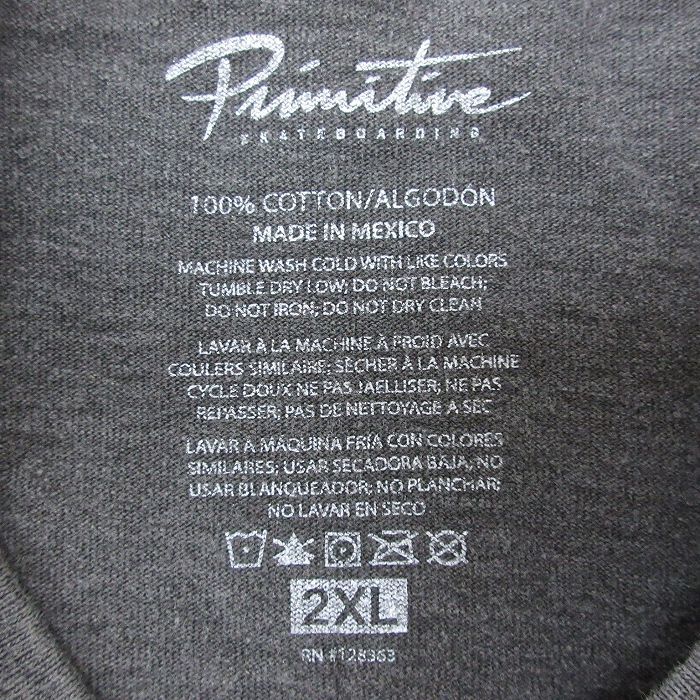 Primitive
SKATEBOARDING
100% COTTON/ALGODÓN
MADE IN MEXICO
MACHINE WASH COLD WITH LIKE COLORS
TUMBLE DRY LOW; DO NOT BLEACH;
DO NOT IRON; DO NOT DRY CLEAN
LAVAR À LA MACHINE À FROID AVEC
COULERS SIMILAIRE; SÈCHER À LA MACHINE
CYCLE DOUX NE PAS JAELLISER; NE PAS
REPASSER; PAS DE NETTOYAGE A SEC
LAVAR A MÁQUINA FRÍA CON COLORES
SIMILARES; USAR SECADORA BAJA; NO
USAR BLANQUEADOR; NO PLANCHAR;
NO LAVAR EN SECO
2XL
RN #128363